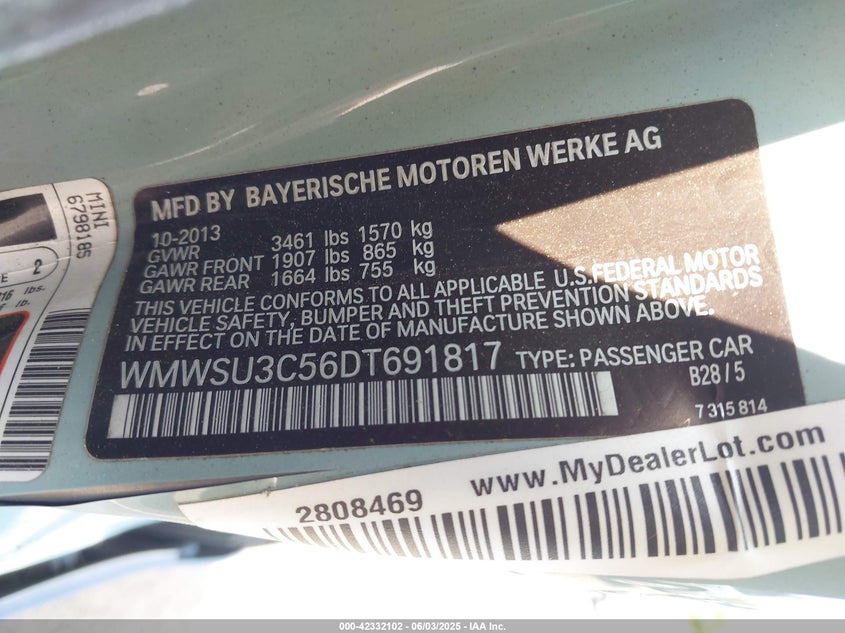 MFD BY BAYERISCHE MOTOREN WERKE AG
10-2013
GVWR 3461 lbs 1570 kg
GAWR FRONT 1907 lbs 865 kg
GAWR REAR 1664 lbs 755 kg
THIS VEHICLE CONFORMS TO ALL APPLICABLE U.S.FEDERAL MOTOR
VEHICLE SAFETY, BUMPER AND THEFT PREVENTION STANDARDS
IN EFFECT ON THE DATE OF MANUFACTURE SHOWN ABOVE.
WMWSU3C56DT691817 TYPE: PASSENGER CAR
B28/5
7 315 814
MINI
6798185
2
lbs.
lb.
2808469 www.MyDealerLot.com
000-42332102 - 06/03/2025 - IAA Inc.